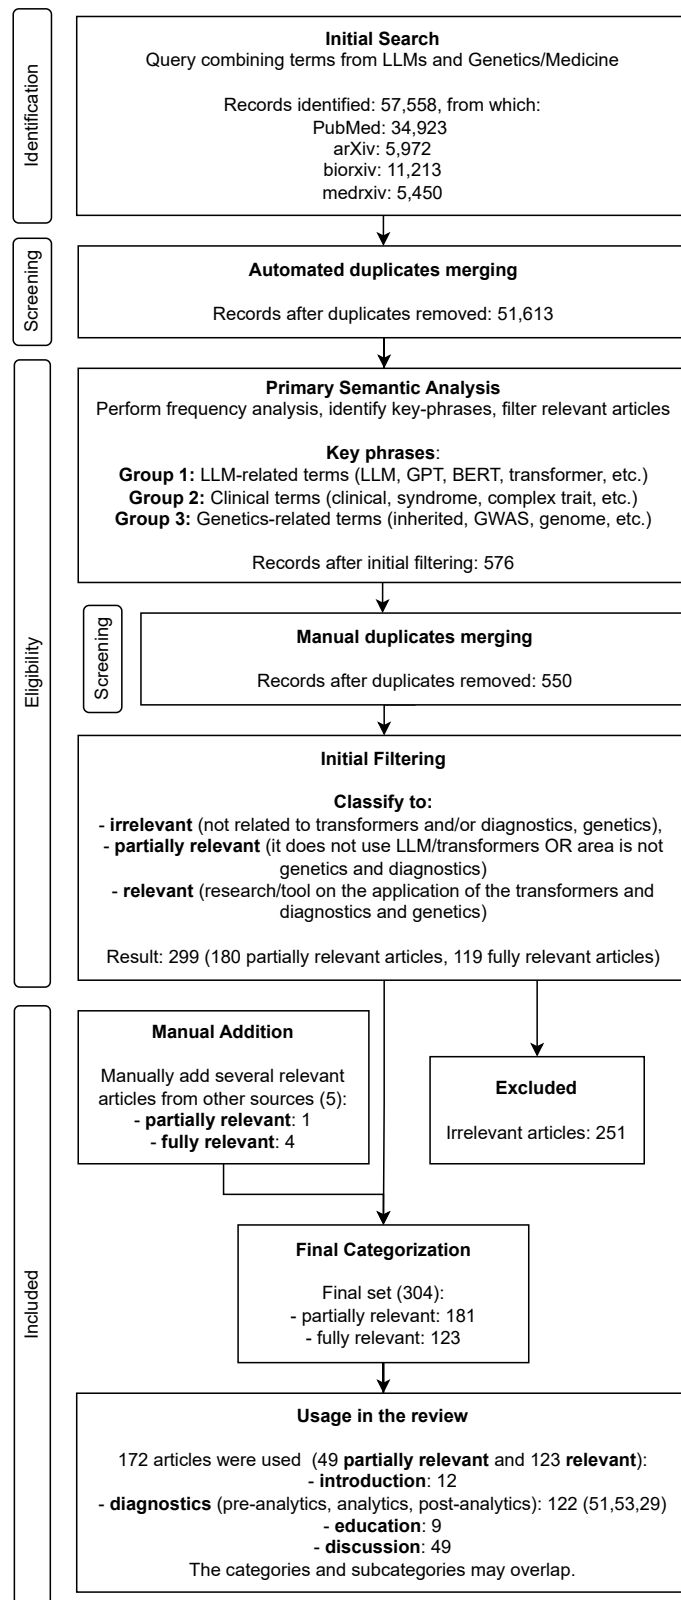 Identification
Initial Search
Query combining terms from LLMs and Genetics/Medicine
Records identified: 57,558, from which:
PubMed: 34,923
arXiv: 5,972
biorxiv: 11,213
medrxiv: 5,450
Screening
Automated duplicates merging
Records after duplicates removed: 51,613
Eligibility
Primary Semantic Analysis
Perform frequency analysis, identify key-phrases, filter relevant articles
Key phrases:
Group 1: LLM-related terms (LLM, GPT, BERT, transformer, etc.)
Group 2: Clinical terms (clinical, syndrome, complex trait, etc.)
Group 3: Genetics-related terms (inherited, GWAS, genome, etc.)
Records after initial filtering: 576
Screening
Manual duplicates merging
Records after duplicates removed: 550
Initial Filtering
Classify to:
- irrelevant (not related to transformers and/or diagnostics, genetics),
- partially relevant (it does not use LLM/transformers OR area is not
genetics and diagnostics)
- relevant (research/tool on the application of the transformers and
diagnostics and genetics)
Result: 299 (180 partially relevant articles, 119 fully relevant articles)
Included
Manual Addition
Manually add several relevant
articles from other sources (5):
- partially relevant: 1
- fully relevant: 4
Excluded
Irrelevant articles: 251
Final Categorization
Final set (304):
- partially relevant: 181
- fully relevant: 123
Usage in the review
172 articles were used (49 partially relevant and 123 relevant):
- introduction: 12
- diagnostics (pre-analytics, analytics, post-analytics): 122 (51,53,29)
- education: 9
- discussion: 49
The categories and subcategories may overlap.